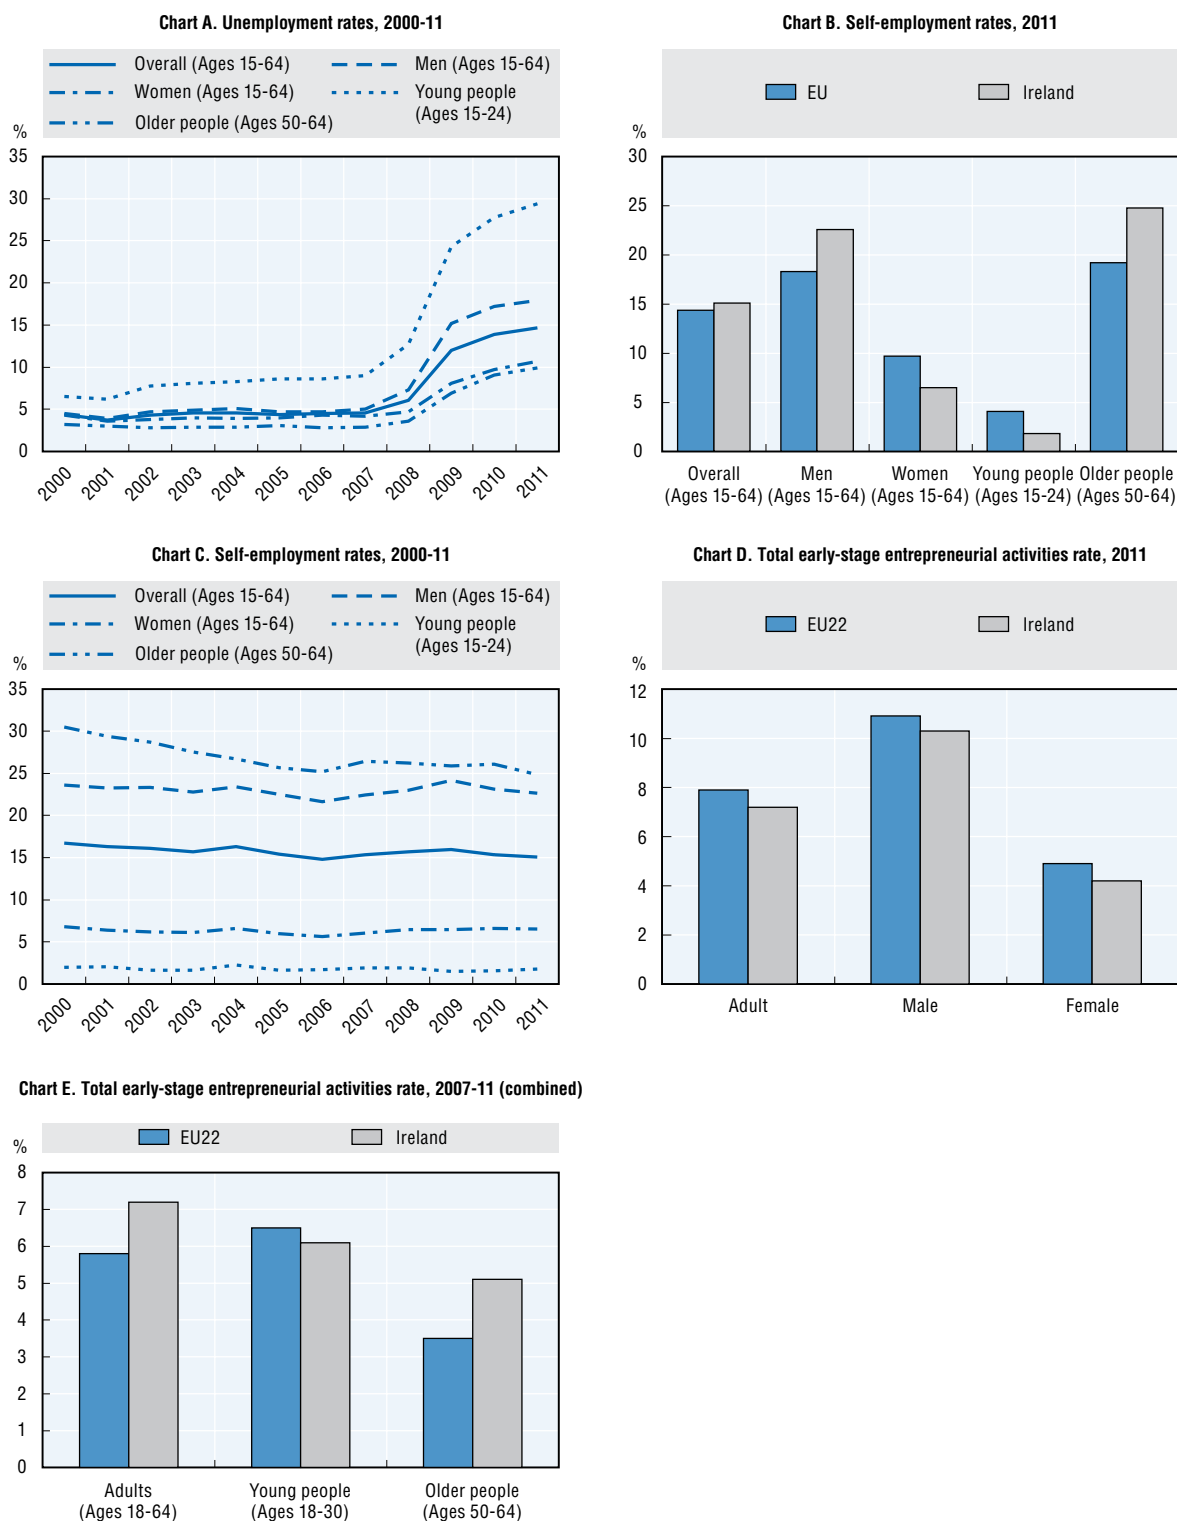 Chart A. Unemployment rates, 2000-11
Overall (Ages 15-64)
Men (Ages 15-64)
Women (Ages 15-64)
Young people
(Ages 15-24)
Older people (Ages 50-64)
%
35
30
25
20
15
10
5
0
2000
2001
2002
2003
2004
2005
2006
2007
2008
2009
2010
2011
Chart B. Self-employment rates, 2011
EU
Ireland
%
30
25
20
15
10
5
0
Overall
(Ages 15-64)
Men
(Ages 15-64)
Women
(Ages 15-64)
Young people
(Ages 15-24)
Older people
(Ages 50-64)
Chart C. Self-employment rates, 2000-11
Overall (Ages 15-64)
Men (Ages 15-64)
Women (Ages 15-64)
Young people
(Ages 15-24)
Older people (Ages 50-64)
%
35
30
25
20
15
10
5
0
2000
2001
2002
2003
2004
2005
2006
2007
2008
2009
2010
2011
Chart D. Total early-stage entrepreneurial activities rate, 2011
EU22
Ireland
%
12
10
8
6
4
2
0
Adult
Male
Female
Chart E. Total early-stage entrepreneurial activities rate, 2007-11 (combined)
EU22
Ireland
%
8
7
6
5
4
3
2
1
0
Adults
(Ages 18-64)
Young people
(Ages 18-30)
Older people
(Ages 50-64)